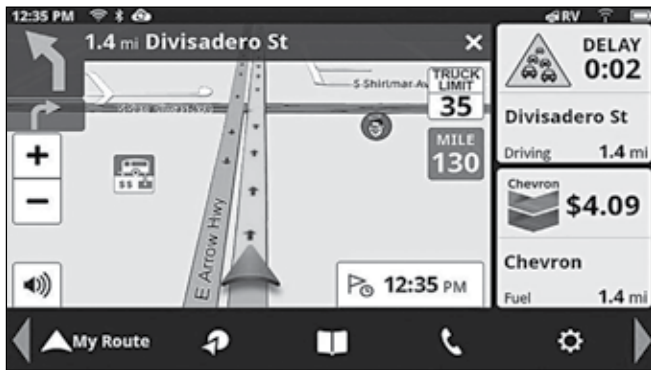 12:35 PM
RV
1.4 mi Divisadero St
DELAY
0:02
S Shirlmar Av
TRUCK
LIMIT
35
Divisadero St
Driving 1.4 mi
MILE
130
+
−
$$
Chevron
$4.09
E Arrow Hwy
12:35 PM
Chevron
Fuel 1.4 mi
My Route